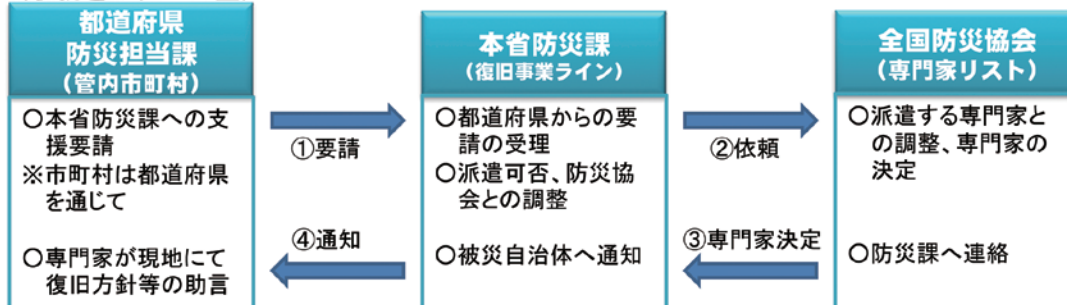 都道府県
防災担当課
(管内市町村)
〇本省防災課への支
援要請
※市町村は都道府県
を通じて
〇専門家が現地にて
復旧方針等の助言
①要請
④通知
本省防災課
(復旧事業ライン)
〇都道府県からの要
請の受理
〇派遣可否、防災協
会との調整
〇被災自治体へ通知
②依頼
③専門家決定
全国防災協会
(専門家リスト)
〇派遣する専門家と
の調整、専門家の
決定
〇防災課へ連絡